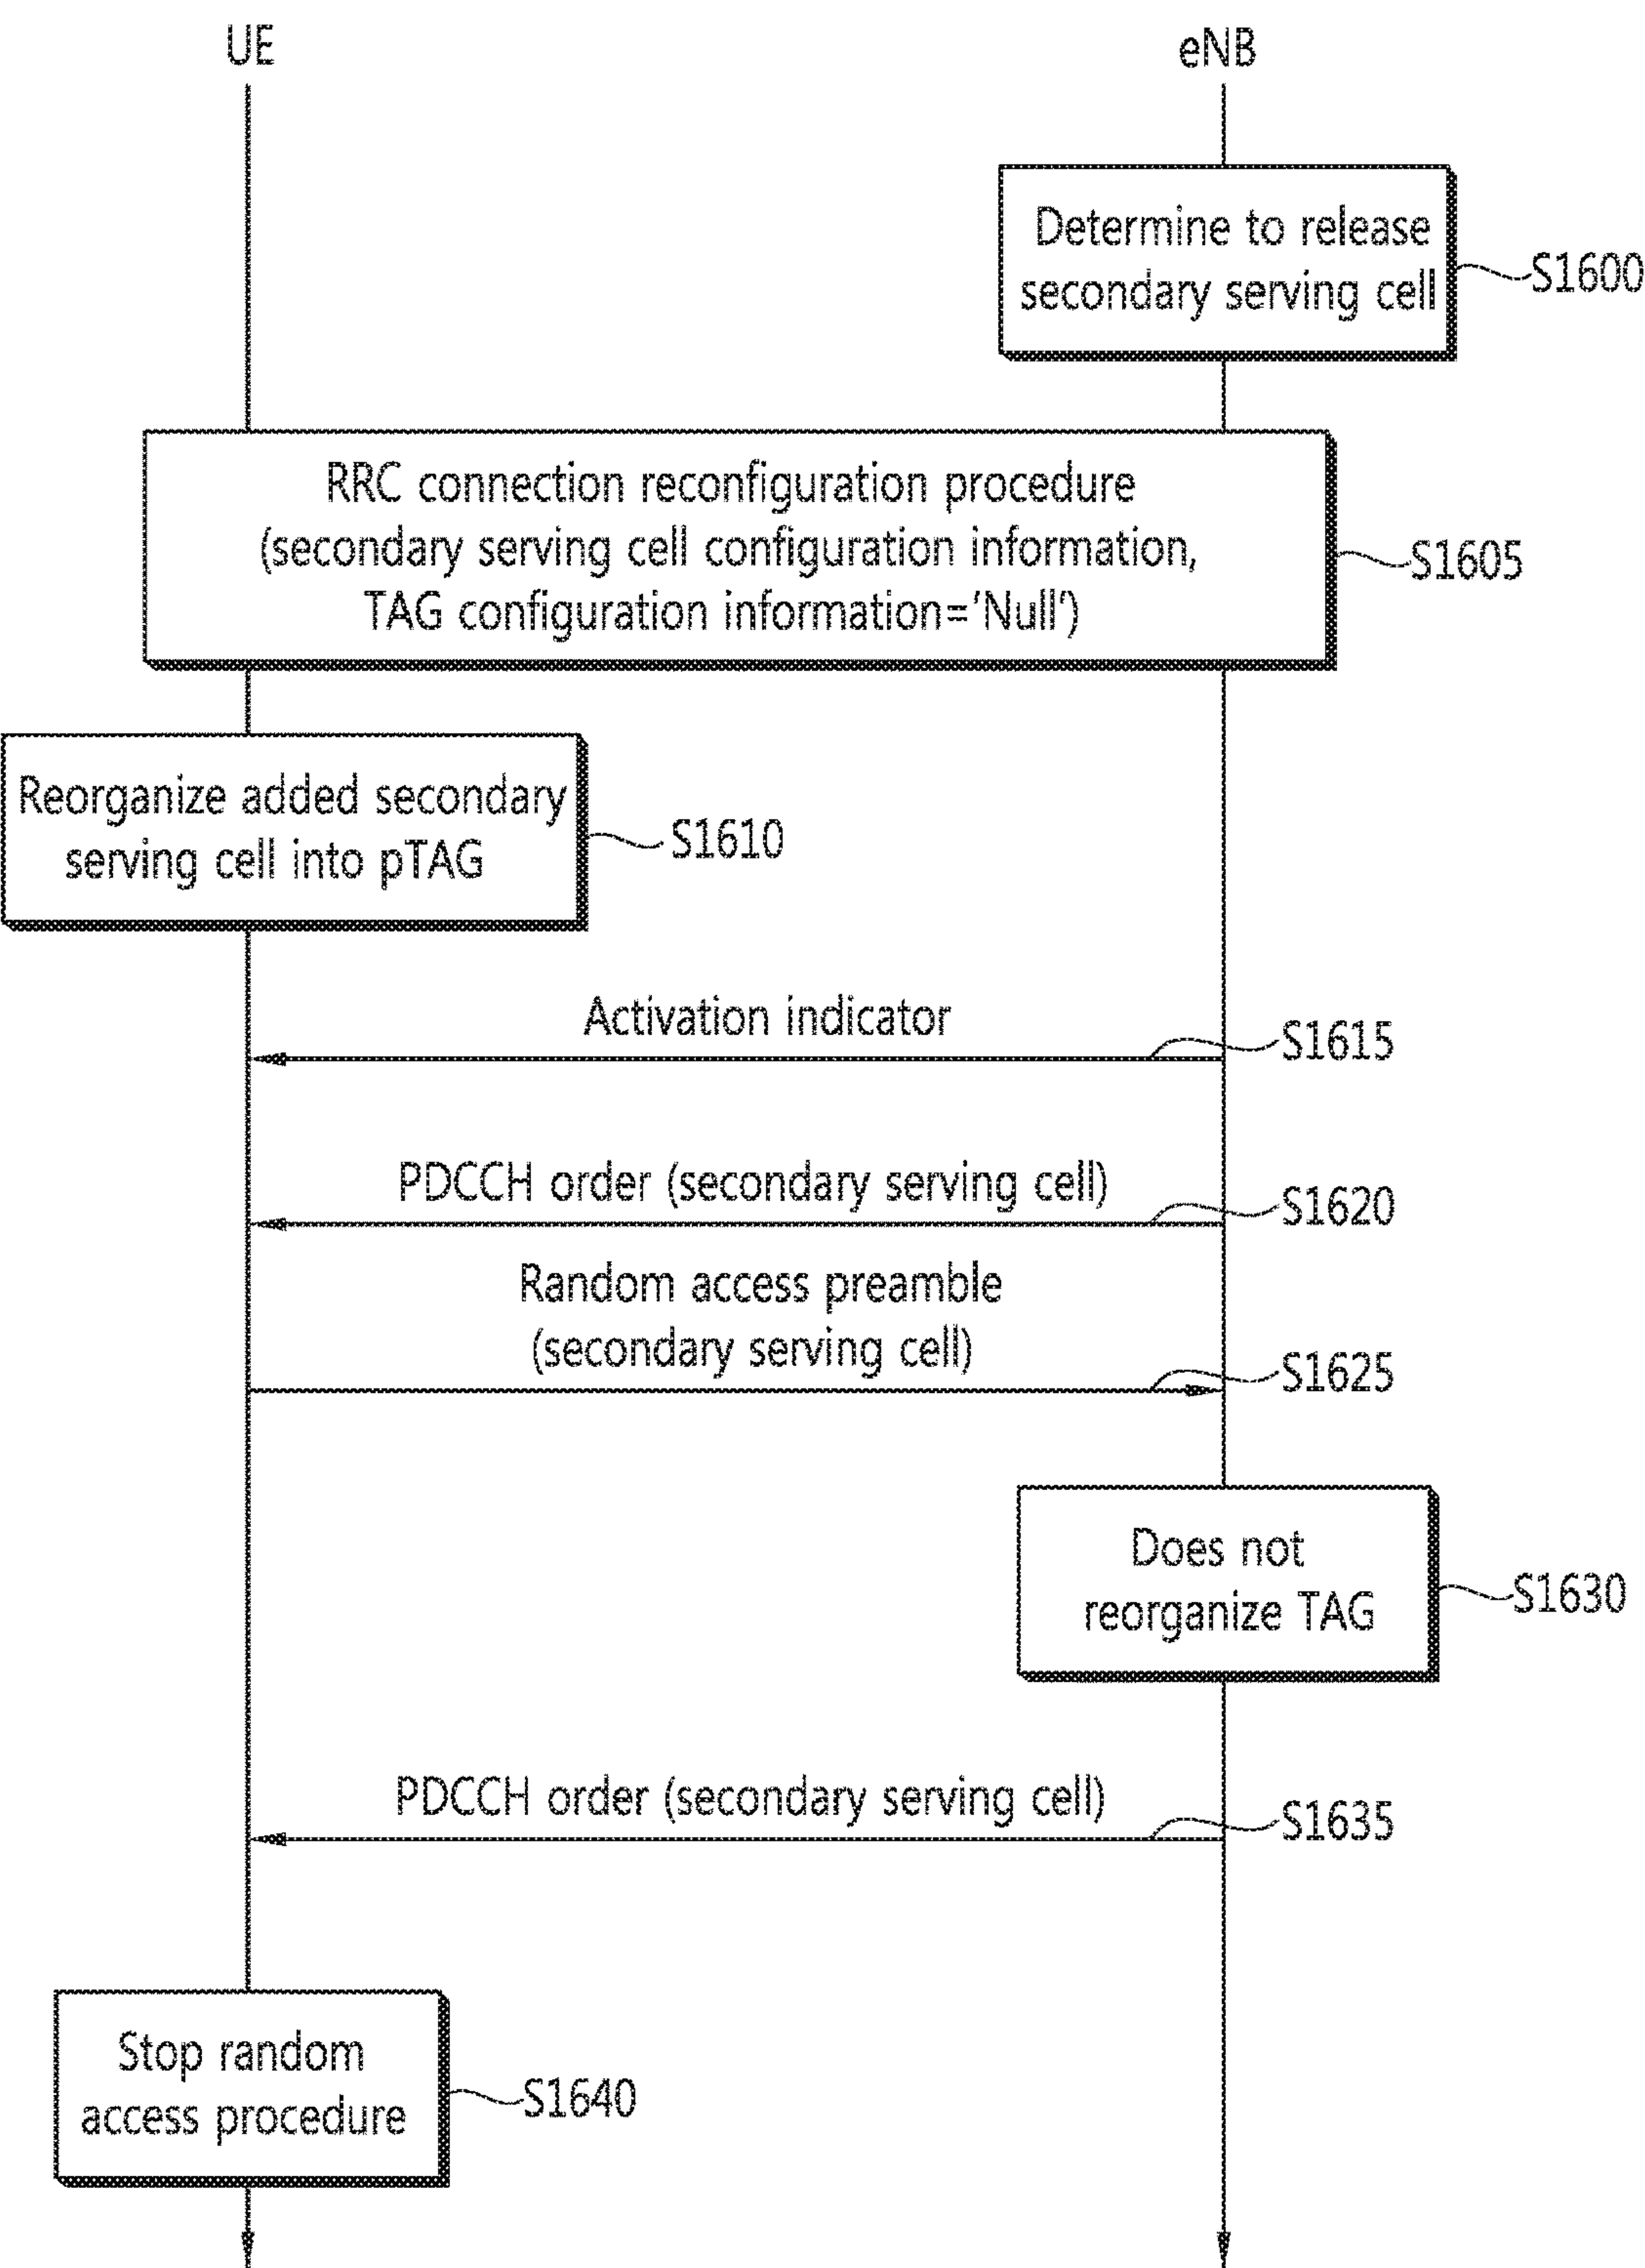 UE
eNB
Determine to release
secondary serving cell
S1600
RRC connection reconfiguration procedure
(secondary serving cell configuration information,
TAG configuration information='Null')
S1605
Reorganize added secondary
serving cell into pTAG
S1610
Activation indicator
S1615
PDCCH order (secondary serving cell)
S1620
Random access preamble
(secondary serving cell)
S1625
Does not
reorganize TAG
S1630
PDCCH order (secondary serving cell)
S1635
Stop random
access procedure
S1640